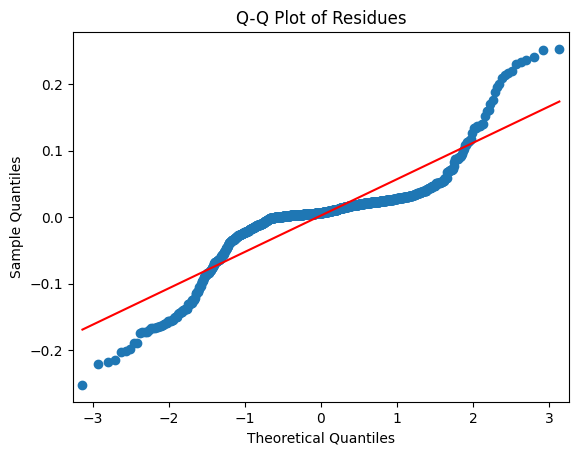 Q-Q Plot of Residues
Sample Quantiles
0.2
0.1
0.0
−0.1
−0.2
−3 −2 −1 0 1 2 3
Theoretical Quantiles